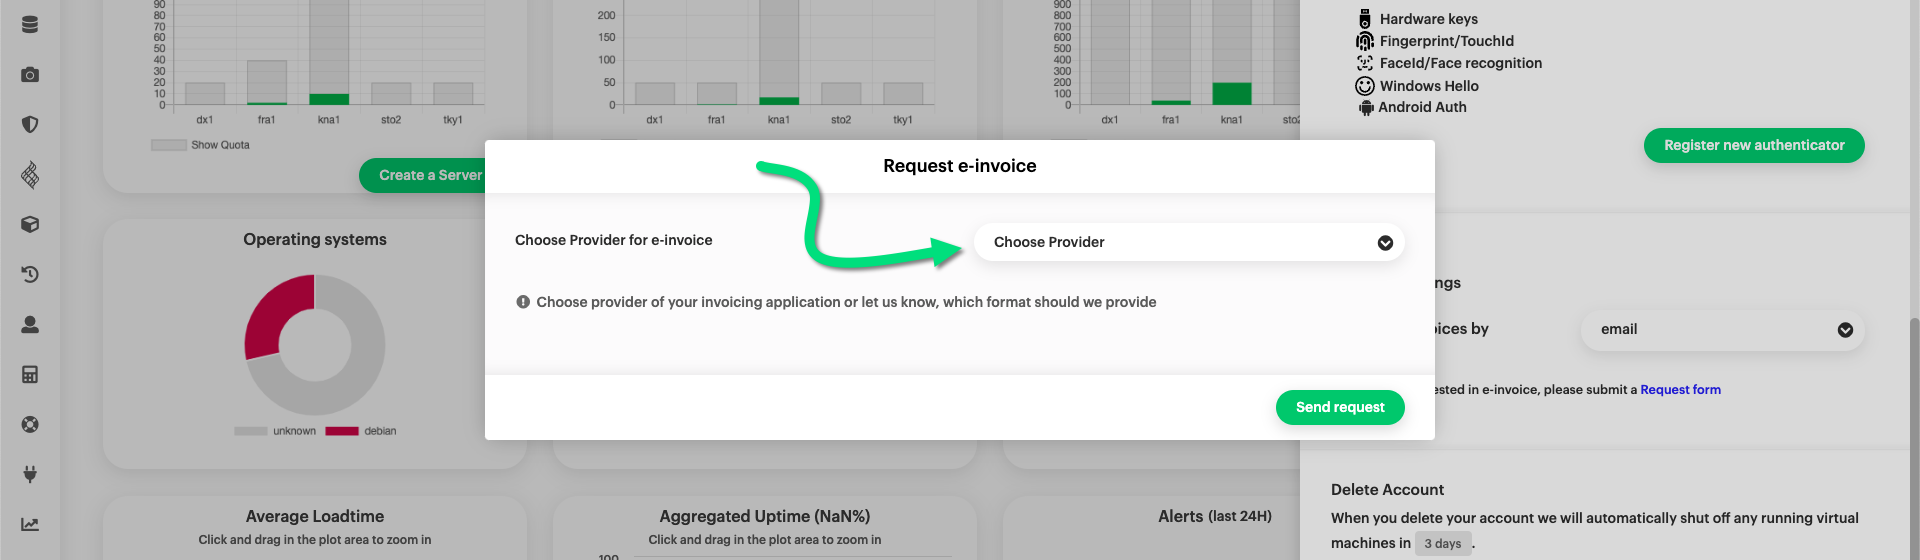 90
80
70
60
50
40
30
20
10
0
dx1 fra1 kna1 sto2 tky1
Show Quota
Create a Server
200
150
100
50
0
dx1 fra1 kna1 sto2 tky1
900
800
700
600
500
400
300
200
100
0
dx1 fra1 kna1 sto2
Hardware keys
Fingerprint/TouchId
FaceId/Face recognition
Windows Hello
Android Auth
Register new authenticator
Request e-invoice
Choose Provider for e-invoice
Choose Provider
Choose provider of your invoicing application or let us know, which format should we provide
Send request
Operating systems
unknown debian
ngs
oices by
email
ested in e-invoice, please submit a Request form
Delete Account
When you delete your account we will automatically shut off any running virtual
machines in 3 days.
Average Loadtime
Click and drag in the plot area to zoom in
Aggregated Uptime (NaN%)
Click and drag in the plot area to zoom in
100
Alerts (last 24H)